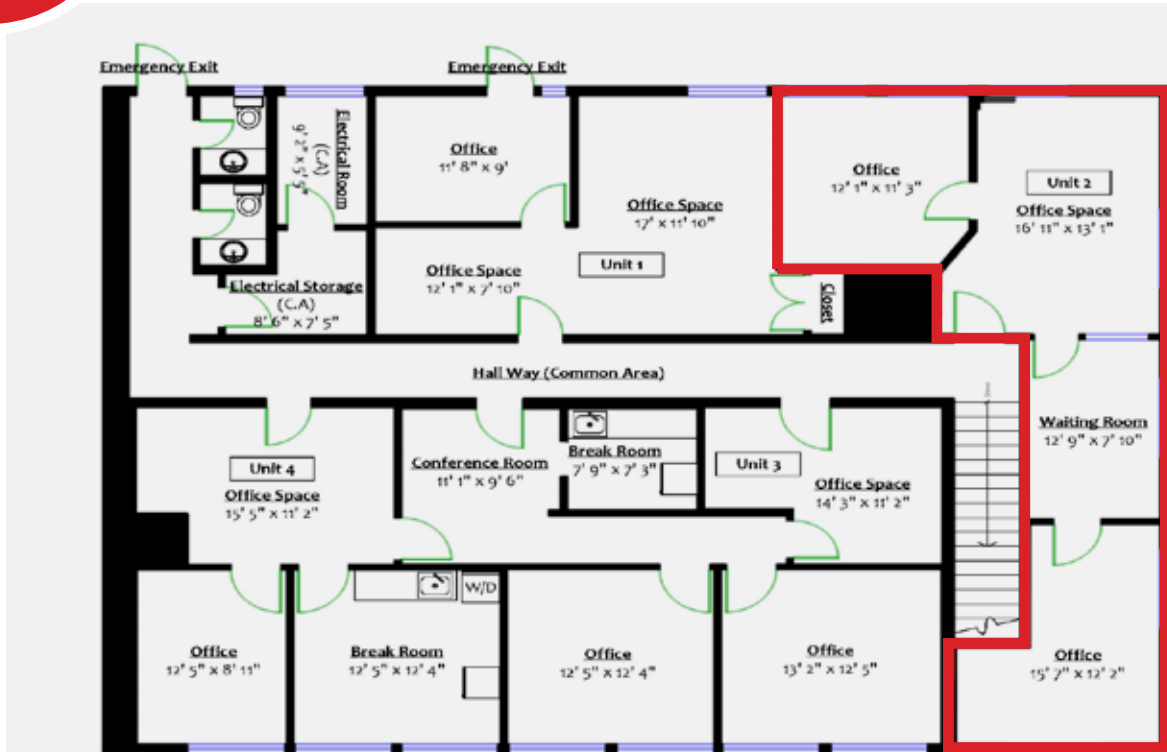 Emergency Exit
Emergency Exit
Electrical Room
(C.A)
9' 2" x 5' 5"
Office
11' 8" x 9'
Office Space
17' x 11' 10"
Office
12' 1" x 11' 3"
Unit 2
Office Space
16' 11" x 13' 1"
Office Space
12' 1" x 7' 10"
Unit 1
Closet
Electrical Storage
(C.A)
8' 6" x 7' 5"
Hall Way (Common Area)
Waiting Room
12' 9" x 7' 10"
Unit 4
Office Space
15' 5" x 11' 2"
Conference Room
11' 1" x 9' 6"
Break Room
7' 9" x 7' 3"
Unit 3
Office Space
14' 3" x 11' 2"
W/D
Office
12' 5" x 8' 11"
Break Room
12' 5" x 12' 4"
Office
12' 5" x 12' 4"
Office
13' 2" x 12' 5"
Office
15' 7" x 12' 2"